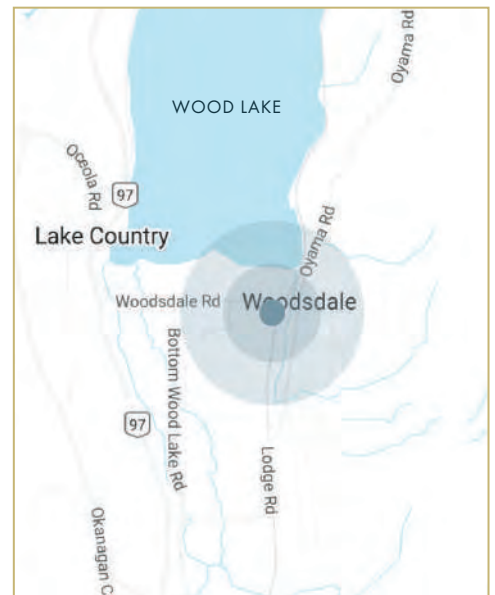 Oyama Rd
WOOD LAKE
Oceola Rd
97
Lake Country
Oyama Rd
Woodsdale Rd
Woodsdale
Bottom Wood Lake Rd
97
Lodge Rd
Okanagan C